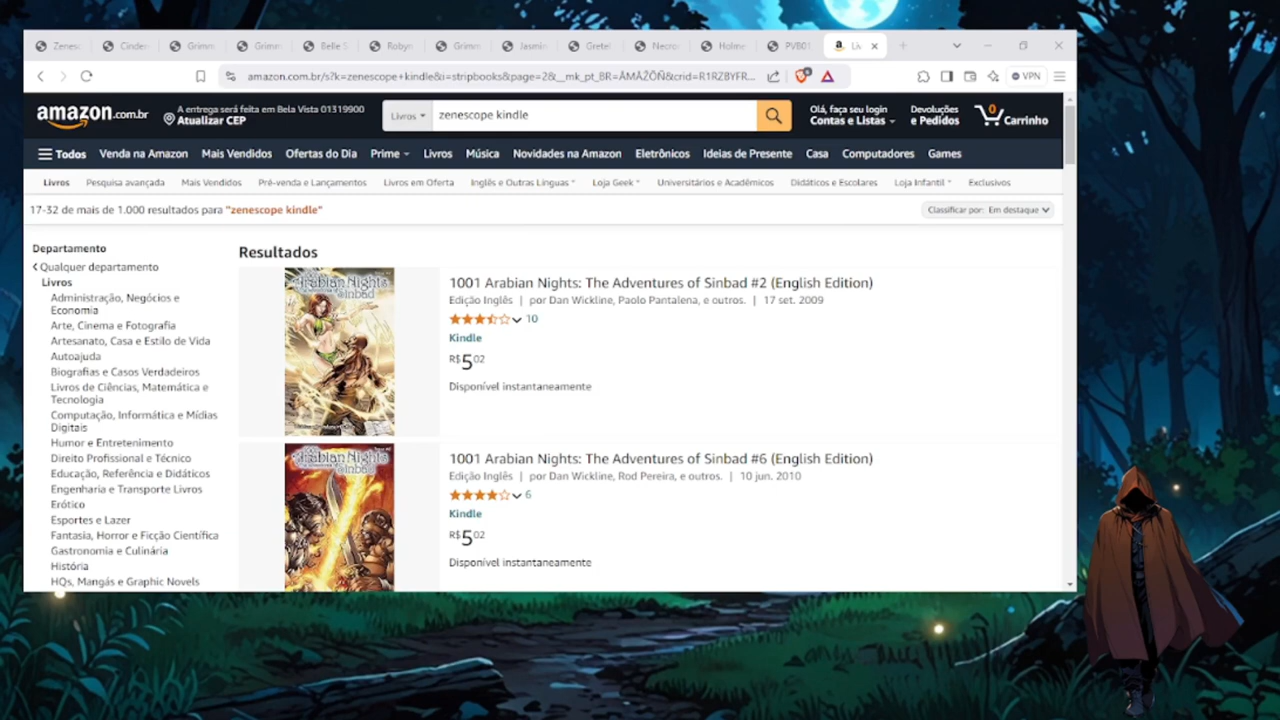 Zenesc
Cinder
Grimm
Grimm
Belle S
Robyn
Grimm
Jasmin
Gretel
Necro
Holme
PVB01
Liv
amazon.com.br/s?k=zenescope+kindle&i=stripbooks&page=2&__mk_pt_BR=ÅMÅŽÕÑ&crid=R1RZBYFR...
VPN
amazon.com.br
A entrega será feita em Bela Vista 01319900
Atualizar CEP
Livros
zenescope kindle
Olá, faça seu login
Contas e Listas
Devoluções
e Pedidos
0
Carrinho
Todos
Venda na Amazon
Mais Vendidos
Ofertas do Dia
Prime
Livros
Música
Novidades na Amazon
Eletrônicos
Ideias de Presente
Casa
Computadores
Games
Livros
Pesquisa avançada
Mais Vendidos
Pré-venda e Lançamentos
Livros em Oferta
Inglês e Outras Línguas
Loja Geek
Universitários e Acadêmicos
Didáticos e Escolares
Loja Infantil
Exclusivos
17-32 de mais de 1.000 resultados para "zenescope kindle"
Classificar por: Em destaque
Departamento
Qualquer departamento
Livros
Administração, Negócios e
Economia
Arte, Cinema e Fotografia
Artesanato, Casa e Estilo de Vida
Autoajuda
Biografias e Casos Verdadeiros
Livros de Ciências, Matemática e
Tecnologia
Computação, Informática e Mídias
Digitais
Humor e Entretenimento
Direito Profissional e Técnico
Educação, Referência e Didáticos
Engenharia e Transporte Livros
Erótico
Esportes e Lazer
Fantasia, Horror e Ficção Científica
Gastronomia e Culinária
História
HQs, Mangás e Graphic Novels
Resultados
Arabian Nights
Sinbad
1001 Arabian Nights: The Adventures of Sinbad #2 (English Edition)
Edição Inglês | por Dan Wickline, Paolo Pantalena, e outros. | 17 set. 2009
10
Kindle
R$502
Disponível instantaneamente
Arabian Nights
Sinbad
1001 Arabian Nights: The Adventures of Sinbad #6 (English Edition)
Edição Inglês | por Dan Wickline, Rod Pereira, e outros. | 10 jun. 2010
6
Kindle
R$502
Disponível instantaneamente